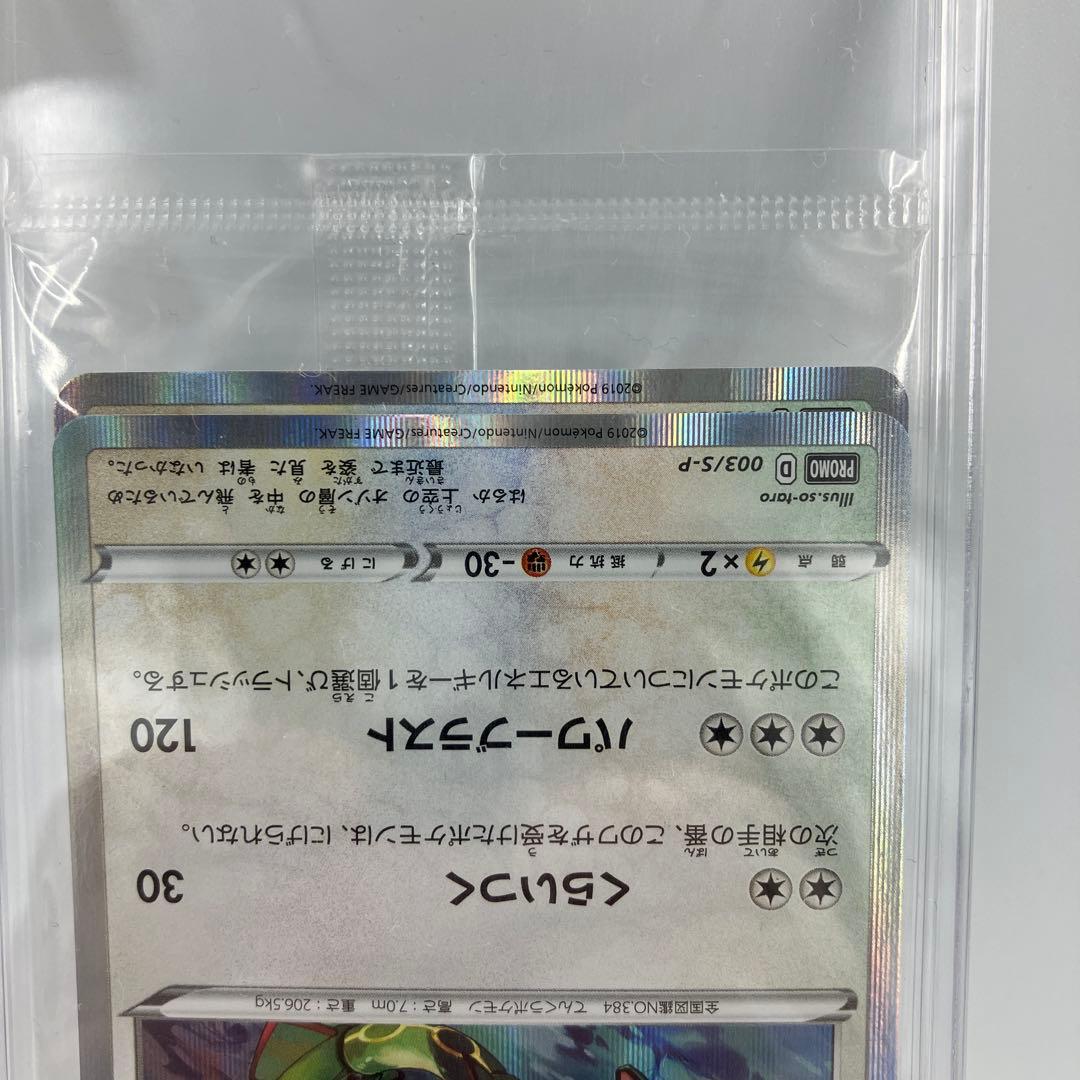 全国図鑑NO.384 てんくうポケモン 高さ:7.0m 重さ:206.5kg
くらいつく 30
次の相手の番、このワザを受けたポケモンは、にげられない。
パワーブラスト 120
このポケモンについているエネルギーを1個選び、トラッシュする。
弱点 ×2 抵抗力 -30 にげる
Illus.so-taro
はるか上空のオゾン層の中を飛んでいるため
PROMO D 003/S-P
最近まで姿を見た者はいなかった。
©2019 Pokémon/Nintendo/Creatures/GAME FREAK.
©2019 Pokémon/Nintendo/Creatures/GAME FREAK.